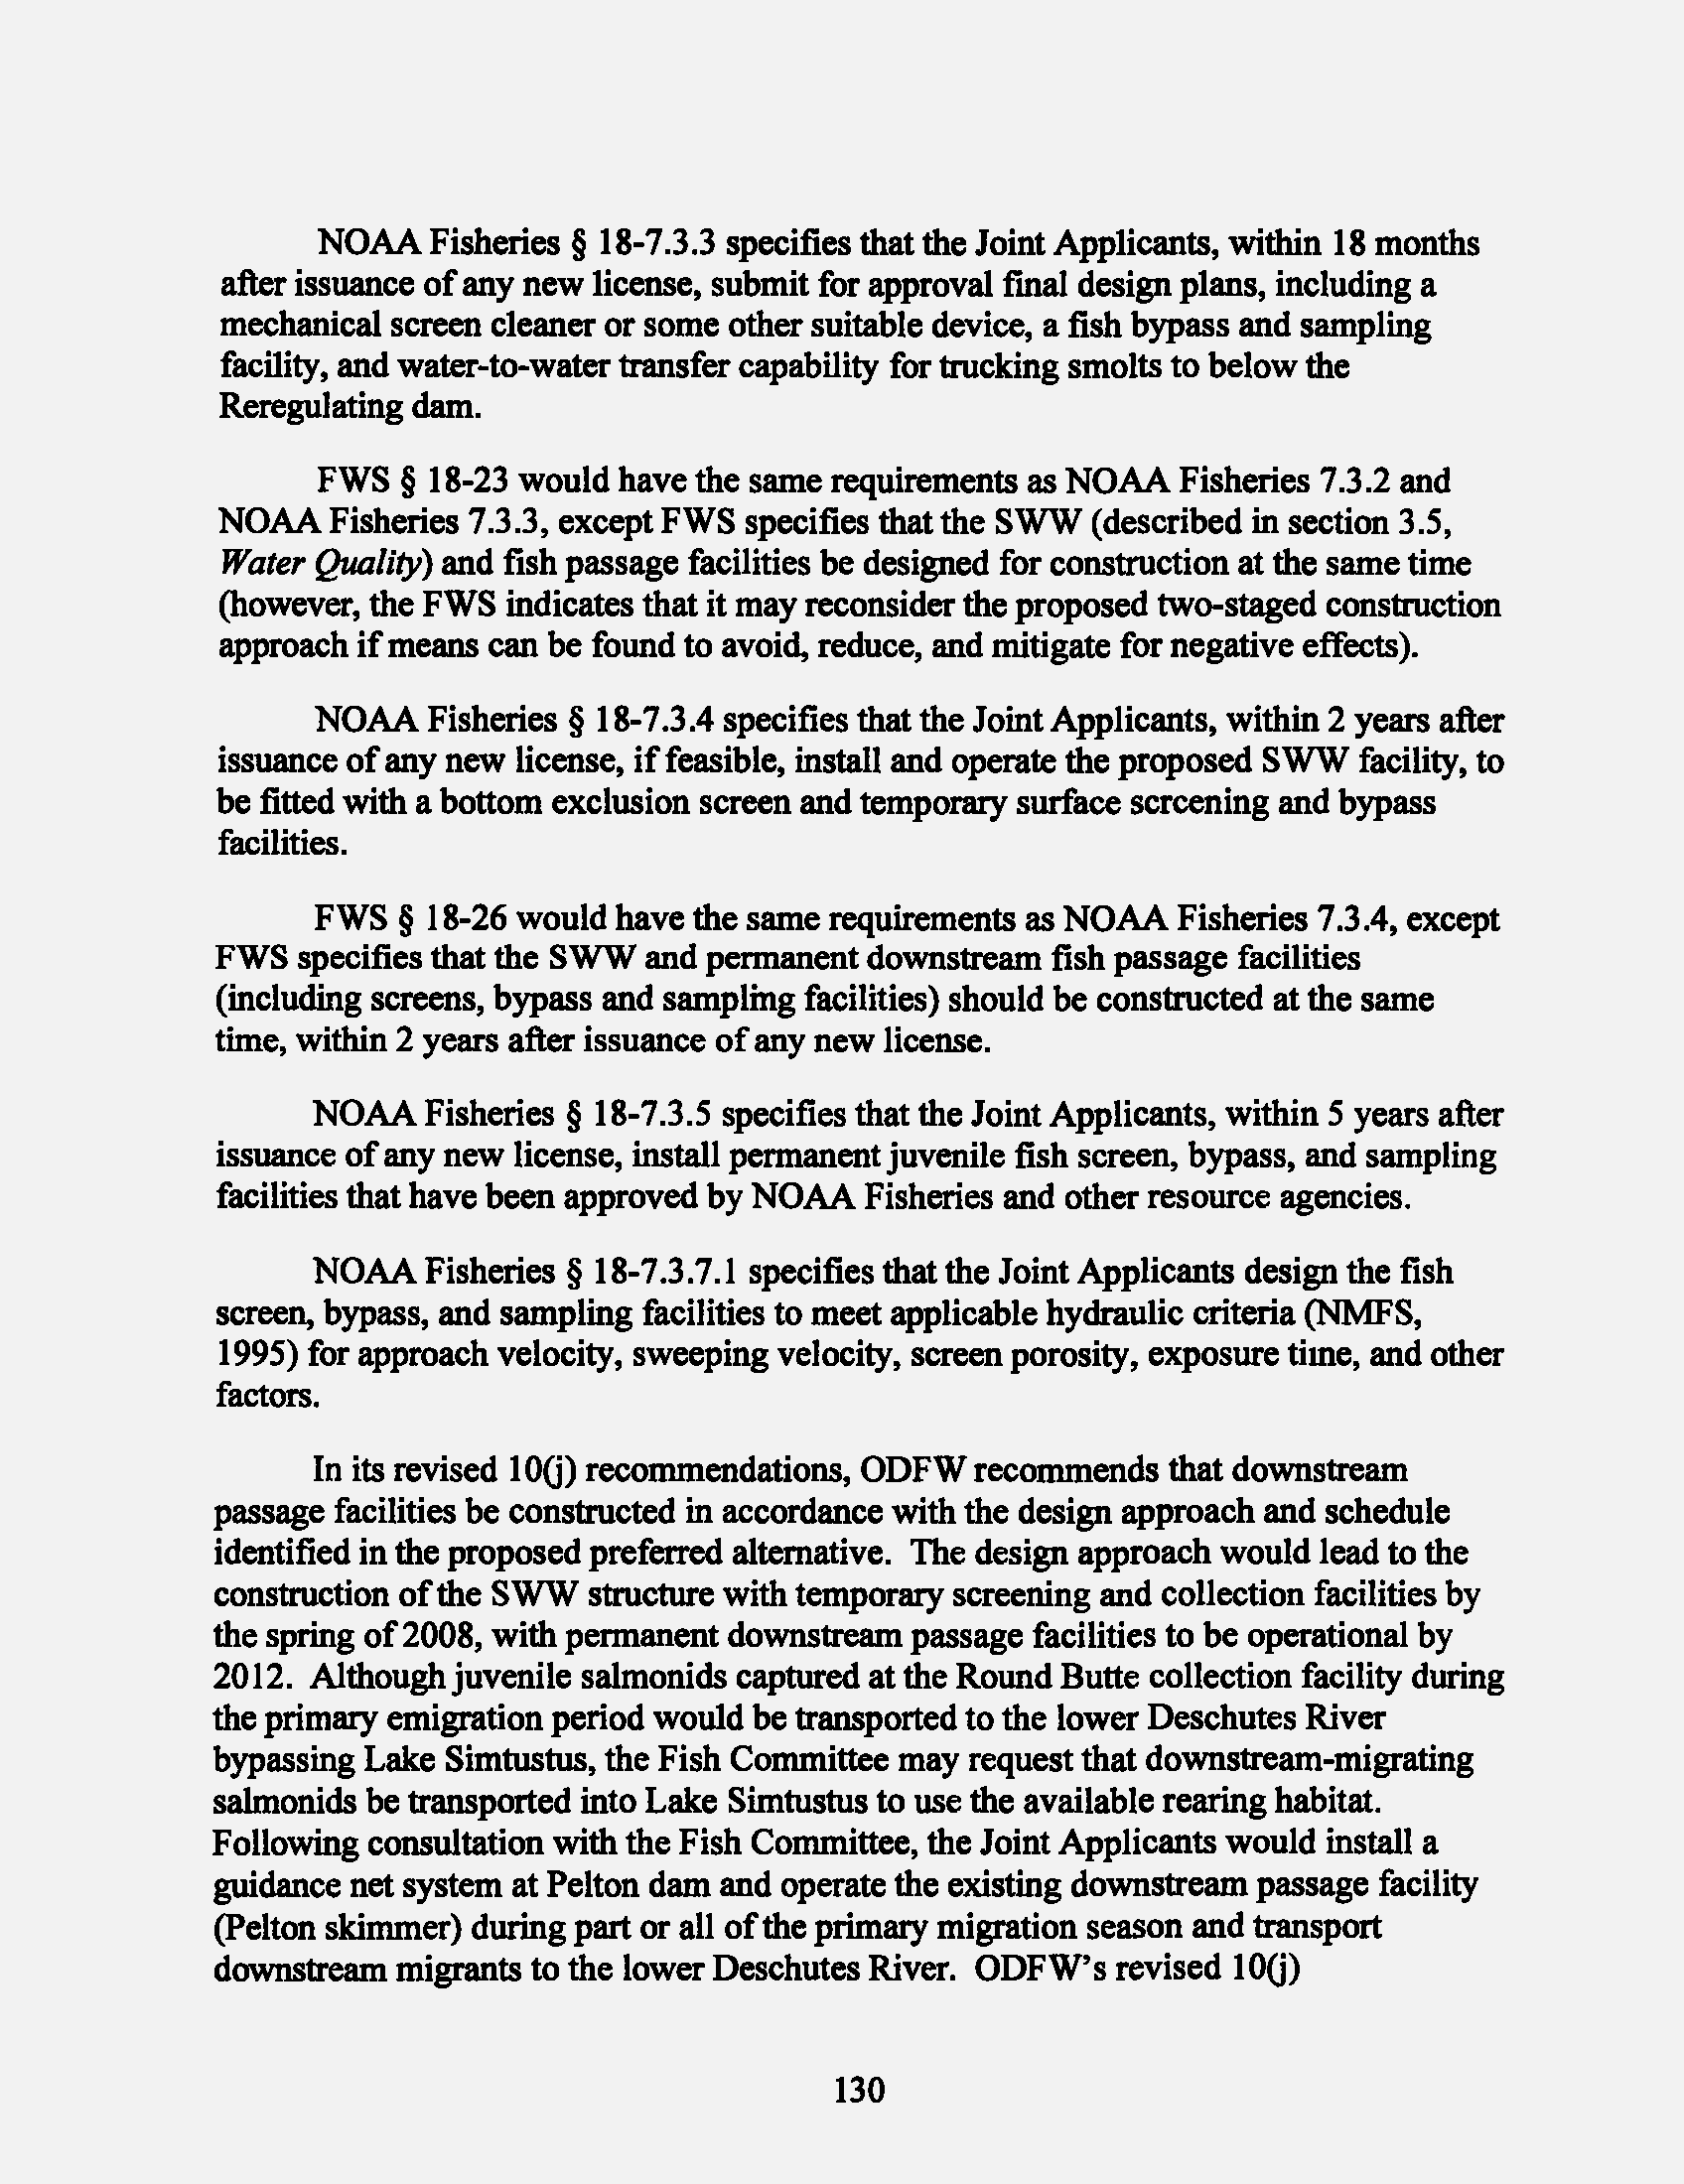 NOAA Fisheries § 18-7.3.3 specifies that the Joint Applicants, within 18 months
after issuance of any new license, submit for approval final design plans, including a
mechanical screen cleaner or some other suitable device, a fish bypass and sampling
facility, and water-to-water transfer capability for trucking smolts to below the
Reregulating dam.
FWS § 18-23 would have the same requirements as NOAA Fisheries 7.3.2 and
NOAA Fisheries 7.3.3, except FWS specifies that the SWW (described in section 3.5,
Water Quality) and fish passage facilities be designed for construction at the same time
(however, the FWS indicates that it may reconsider the proposed two-staged construction
approach if means can be found to avoid, reduce, and mitigate for negative effects).
NOAA Fisheries § 18-7.3.4 specifies that the Joint Applicants, within 2 years after
issuance of any new license, if feasible, install and operate the proposed SWW facility, to
be fitted with a bottom exclusion screen and temporary surface screening and bypass
facilities.
FWS § 18-26 would have the same requirements as NOAA Fisheries 7.3.4, except
FWS specifies that the SWW and permanent downstream fish passage facilities
(including screens, bypass and sampling facilities) should be constructed at the same
time, within 2 years after issuance of any new license.
NOAA Fisheries § 18-7.3.5 specifies that the Joint Applicants, within 5 years after
issuance of any new license, install permanent juvenile fish screen, bypass, and sampling
facilities that have been approved by NOAA Fisheries and other resource agencies.
NOAA Fisheries § 18-7.3.7.1 specifies that the Joint Applicants design the fish
screen, bypass, and sampling facilities to meet applicable hydraulic criteria (NMFS,
1995) for approach velocity, sweeping velocity, screen porosity, exposure time, and other
factors.
In its revised 10(j) recommendations, ODFW recommends that downstream
passage facilities be constructed in accordance with the design approach and schedule
identified in the proposed preferred alternative.  The design approach would lead to the
construction of the SWW structure with temporary screening and collection facilities by
the spring of 2008, with permanent downstream passage facilities to be operational by
2012.  Although juvenile salmonids captured at the Round Butte collection facility during
the primary emigration period would be transported to the lower Deschutes River
bypassing Lake Simtustus, the Fish Committee may request that downstream-migrating
salmonids be transported into Lake Simtustus to use the available rearing habitat.
Following consultation with the Fish Committee, the Joint Applicants would install a
guidance net system at Pelton dam and operate the existing downstream passage facility
(Pelton skimmer) during part or all of the primary migration season and transport
downstream migrants to the lower Deschutes River.  ODFW's revised 10(j)
130